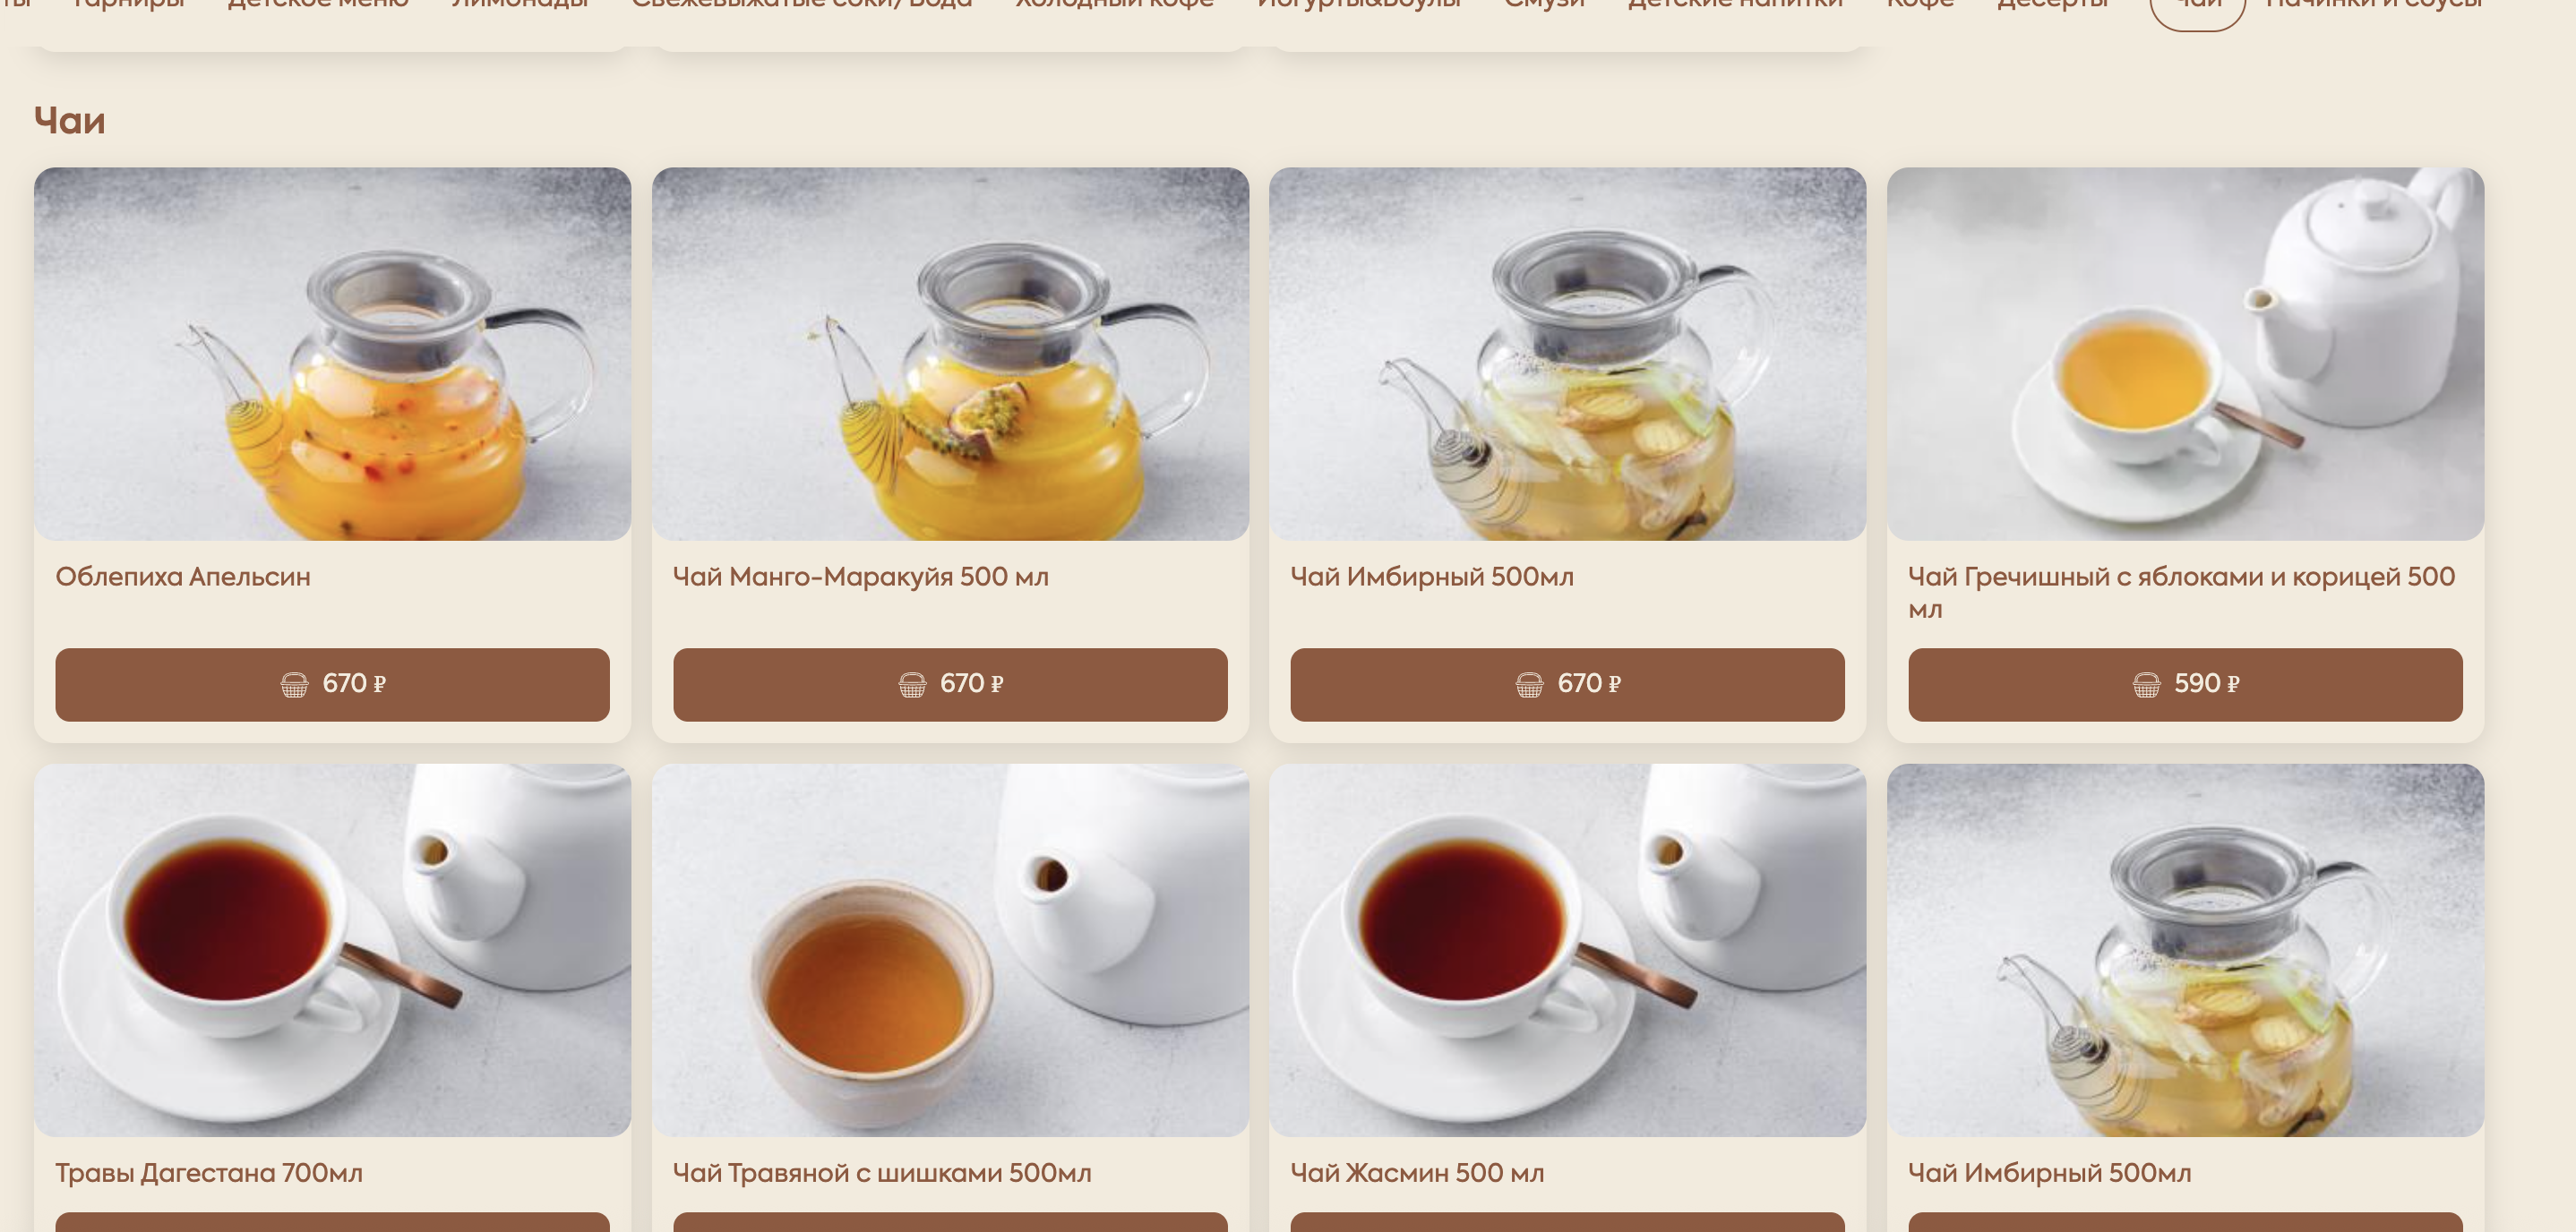 Гарниры Детское меню Лимонады Свежевыжатые соки/Вода Холодный кофе Йогурты&Боулы Смузи Детские напитки Кофе Десерты Чаи Начинки и соусы
Чаи
Облепиха Апельсин
Чай Манго-Маракуйя 500 мл
Чай Имбирный 500мл
Чай Гречишный с яблоками и корицей 500
мл
670 ₽
670 ₽
670 ₽
590 ₽
Травы Дагестана 700мл
Чай Травяной с шишками 500мл
Чай Жасмин 500 мл
Чай Имбирный 500мл